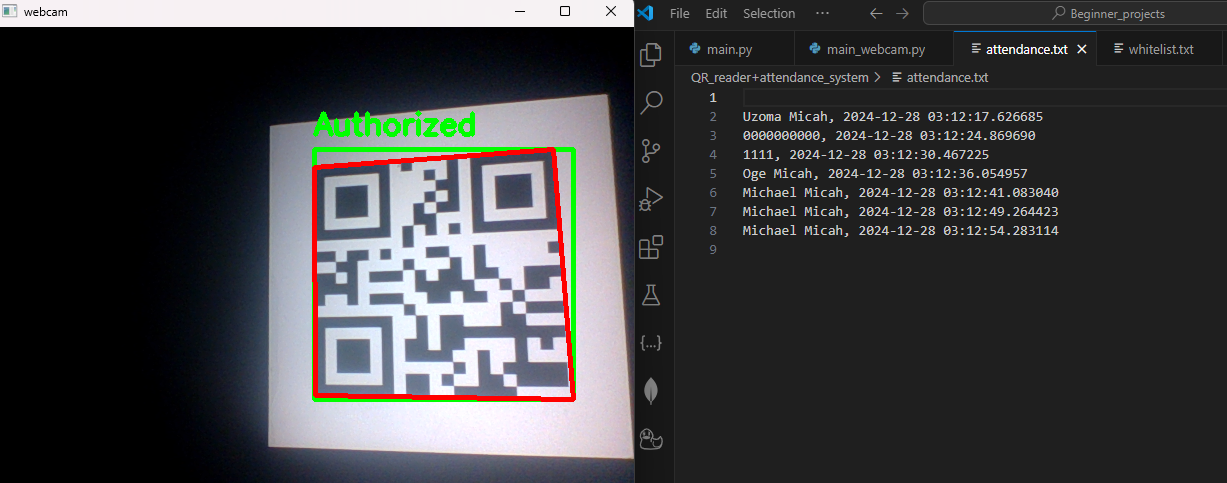 webcam
Authorized
File Edit Selection ··· Beginner_projects
main.py main_webcam.py attendance.txt whitelist.txt
QR_reader+attendance_system > attendance.txt
1
2 Uzoma Micah, 2024-12-28 03:12:17.626685
3 0000000000, 2024-12-28 03:12:24.869690
4 1111, 2024-12-28 03:12:30.467225
5 Oge Micah, 2024-12-28 03:12:36.054957
6 Michael Micah, 2024-12-28 03:12:41.083040
7 Michael Micah, 2024-12-28 03:12:49.264423
8 Michael Micah, 2024-12-28 03:12:54.283114
9